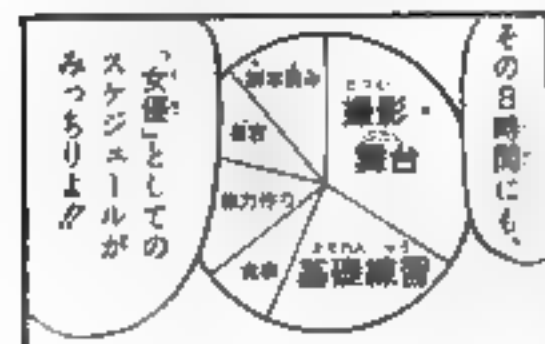 その8時間にも、
撮影・
舞台
基礎練習
食事
体力作り
脚本読み
“女優”としての
スケジュールが
みっちりよ!!